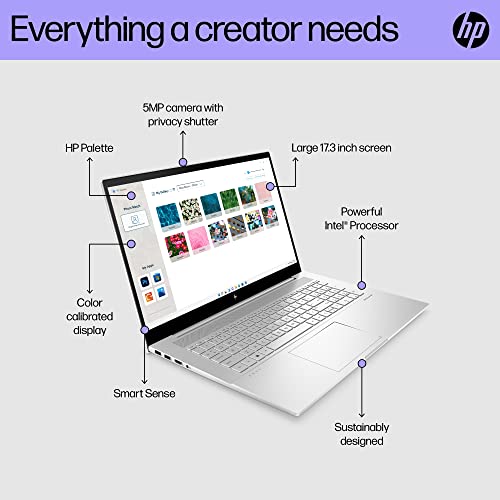 Everything a creator needs
hp
5MP camera with
privacy shutter
HP Palette
Large 17.3 inch screen
Powerful
Intel® Processor
Color
calibrated
display
Smart Sense
Sustainably
designed